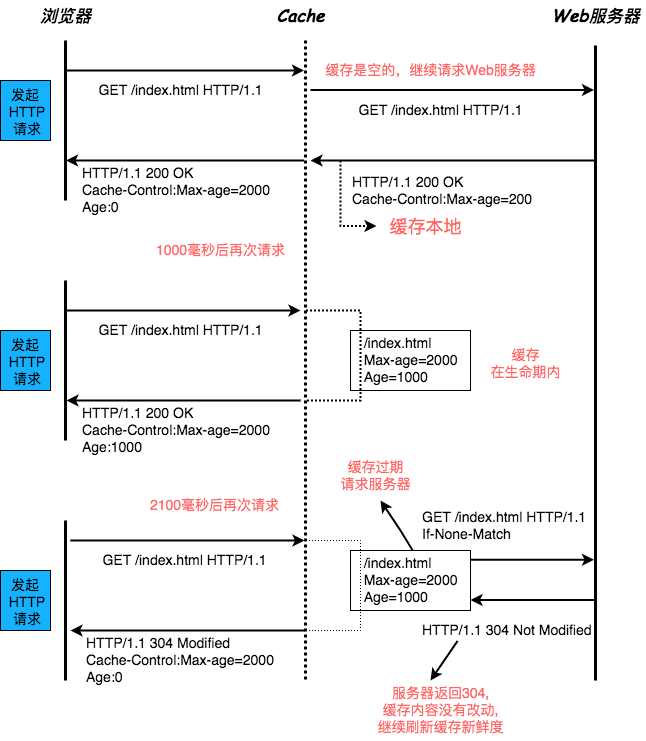 浏览器
Cache
Web服务器
发起
HTTP
请求
GET /index.html HTTP/1.1
缓存是空的，继续请求Web服务器
GET /index.html HTTP/1.1
HTTP/1.1 200 OK
Cache-Control:Max-age=2000
Age:0
HTTP/1.1 200 OK
Cache-Control:Max-age=200
缓存本地
1000毫秒后再次请求
发起
HTTP
请求
GET /index.html HTTP/1.1
/index.html
Max-age=2000
Age=1000
缓存
在生命期内
HTTP/1.1 200 OK
Cache-Control:Max-age=2000
Age:1000
缓存过期
请求服务器
2100毫秒后再次请求
GET /index.html HTTP/1.1
If-None-Match
发起
HTTP
请求
GET /index.html HTTP/1.1
/index.html
Max-age=2000
Age=1000
HTTP/1.1 304 Modified
Cache-Control:Max-age=2000
Age:0
HTTP/1.1 304 Not Modified
服务器返回304,
缓存内容没有改动,
继续刷新缓存新鲜度